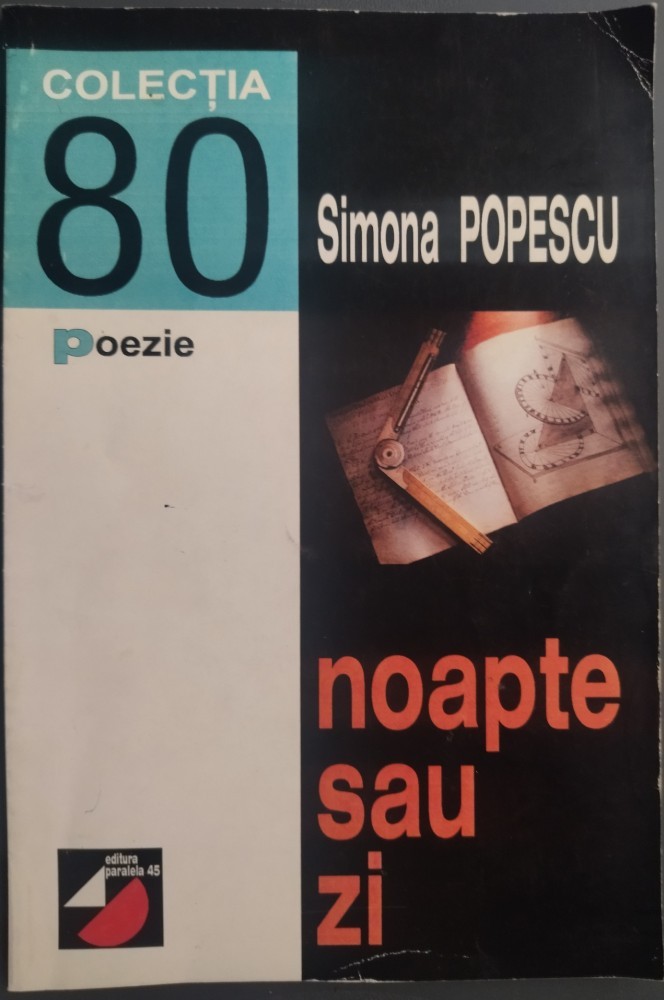 COLECȚIA
80
poezie
Simona POPESCU
noapte
sau
zi
editura
paralela 45